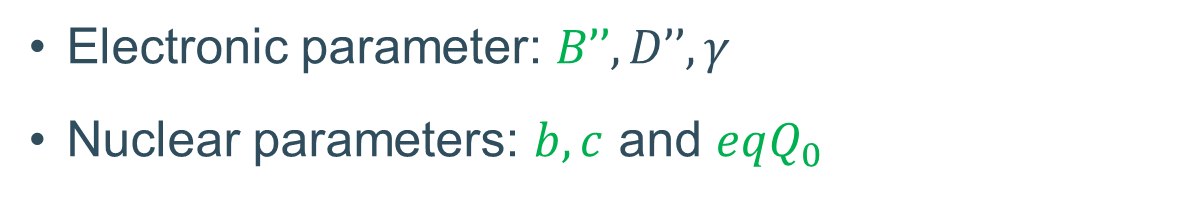 • Electronic parameter: B’’, D’’, γ
• Nuclear parameters: b, c and eqQ₀